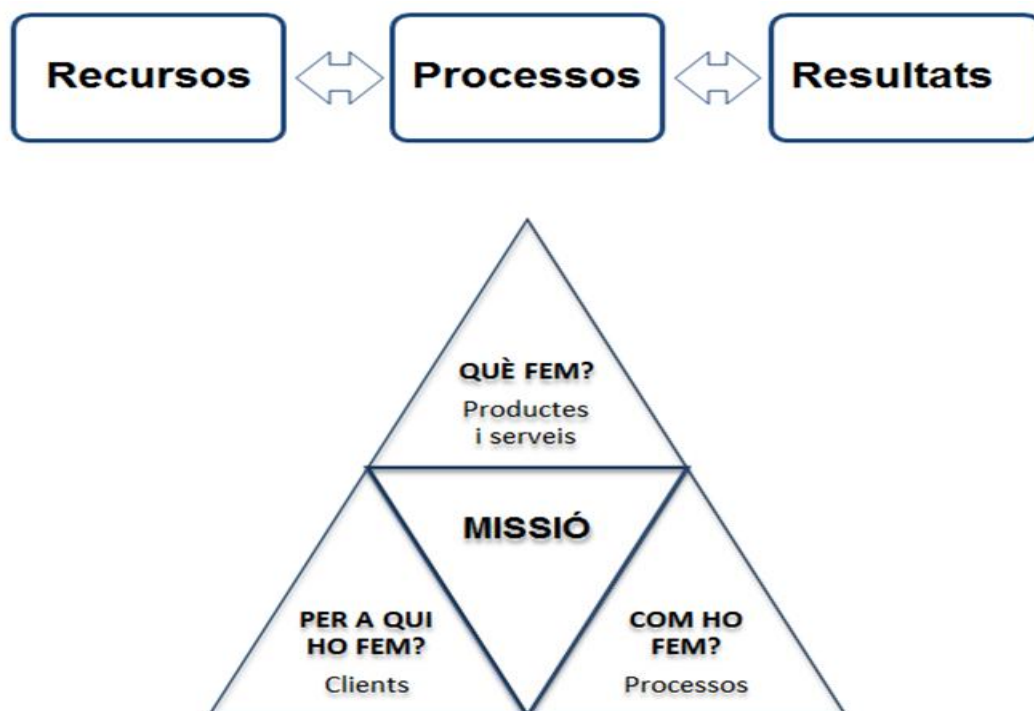 Recursos Processos Resultats
QUÈ FEM?
Productes
i serveis
MISSIÓ
PER A QUI
HO FEM?
Clients
COM HO
FEM?
Processos